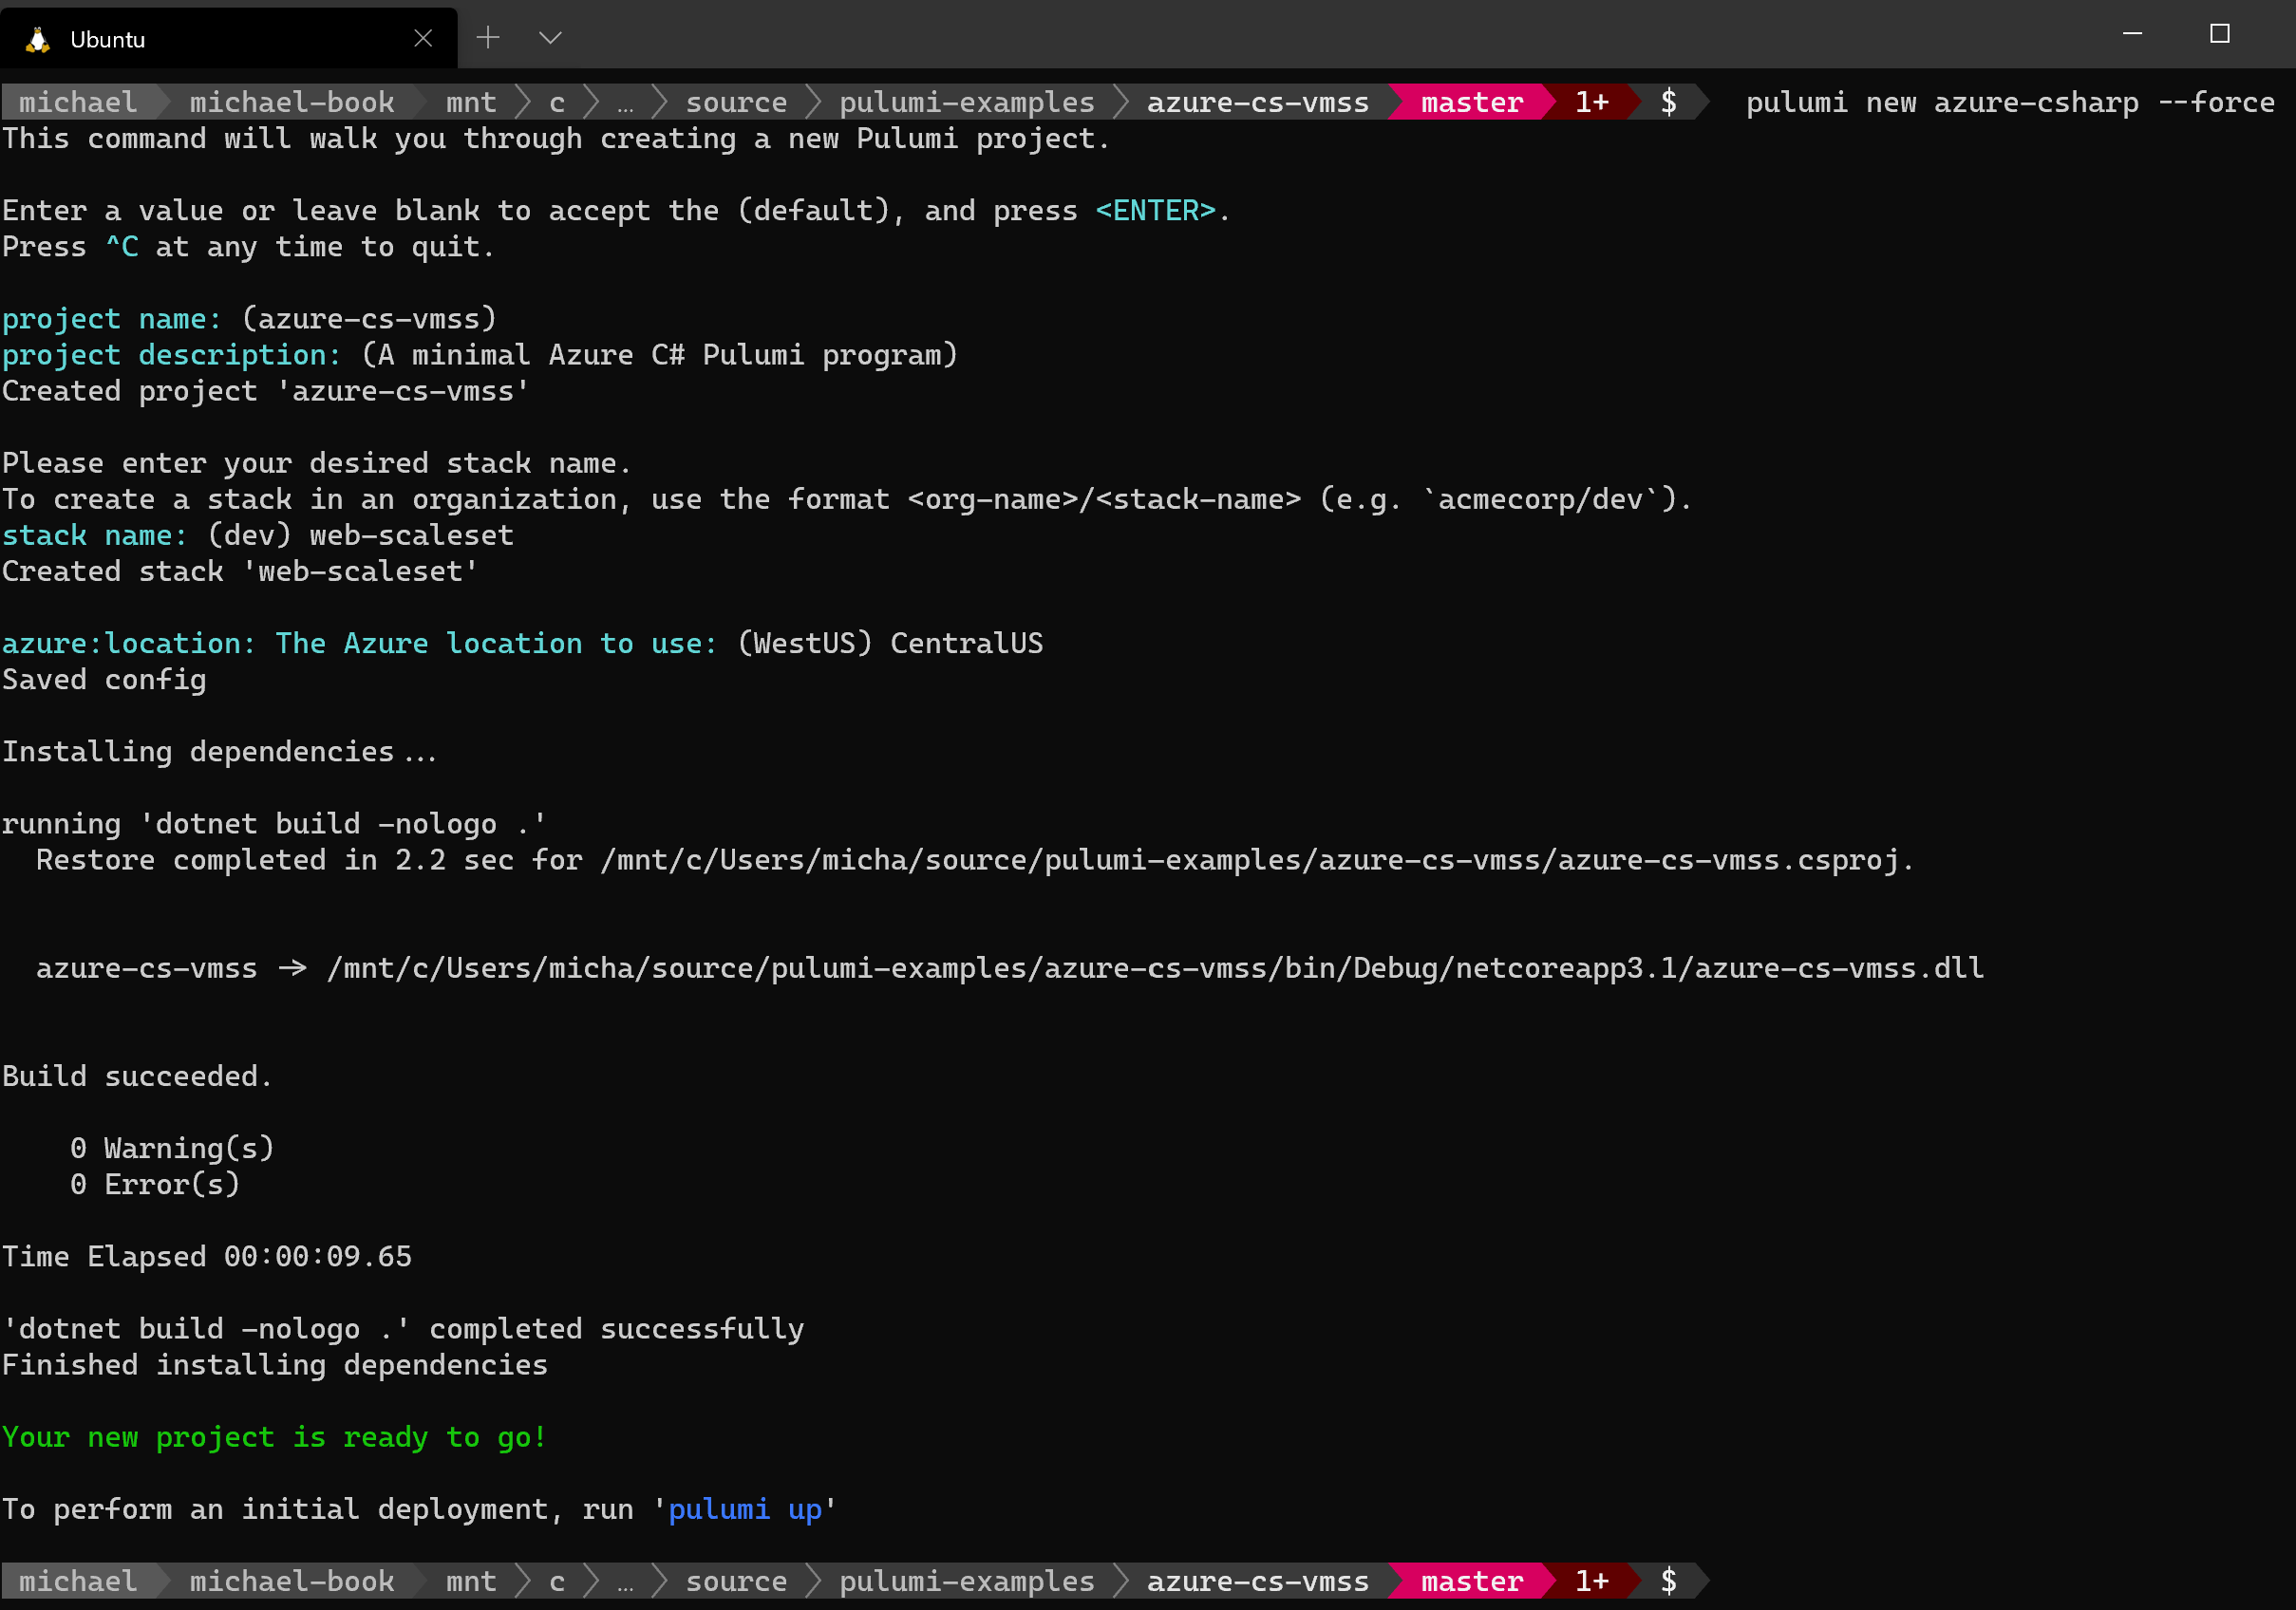 Ubuntu
michael michael-book mnt c … source pulumi-examples azure-cs-vmss master 1+ $ pulumi new azure-csharp --force
This command will walk you through creating a new Pulumi project.
Enter a value or leave blank to accept the (default), and press <ENTER>.
Press ^C at any time to quit.
project name: (azure-cs-vmss)
project description: (A minimal Azure C# Pulumi program)
Created project 'azure-cs-vmss'
Please enter your desired stack name.
To create a stack in an organization, use the format <org-name>/<stack-name> (e.g. `acmecorp/dev`).
stack name: (dev) web-scaleset
Created stack 'web-scaleset'
azure:location: The Azure location to use: (WestUS) CentralUS
Saved config
Installing dependencies...
running 'dotnet build -nologo .'
Restore completed in 2.2 sec for /mnt/c/Users/micha/source/pulumi-examples/azure-cs-vmss/azure-cs-vmss.csproj.
azure-cs-vmss -> /mnt/c/Users/micha/source/pulumi-examples/azure-cs-vmss/bin/Debug/netcoreapp3.1/azure-cs-vmss.dll
Build succeeded.
0 Warning(s)
0 Error(s)
Time Elapsed 00:00:09.65
'dotnet build -nologo .' completed successfully
Finished installing dependencies
Your new project is ready to go!
To perform an initial deployment, run 'pulumi up'
michael michael-book mnt c … source pulumi-examples azure-cs-vmss master 1+ $